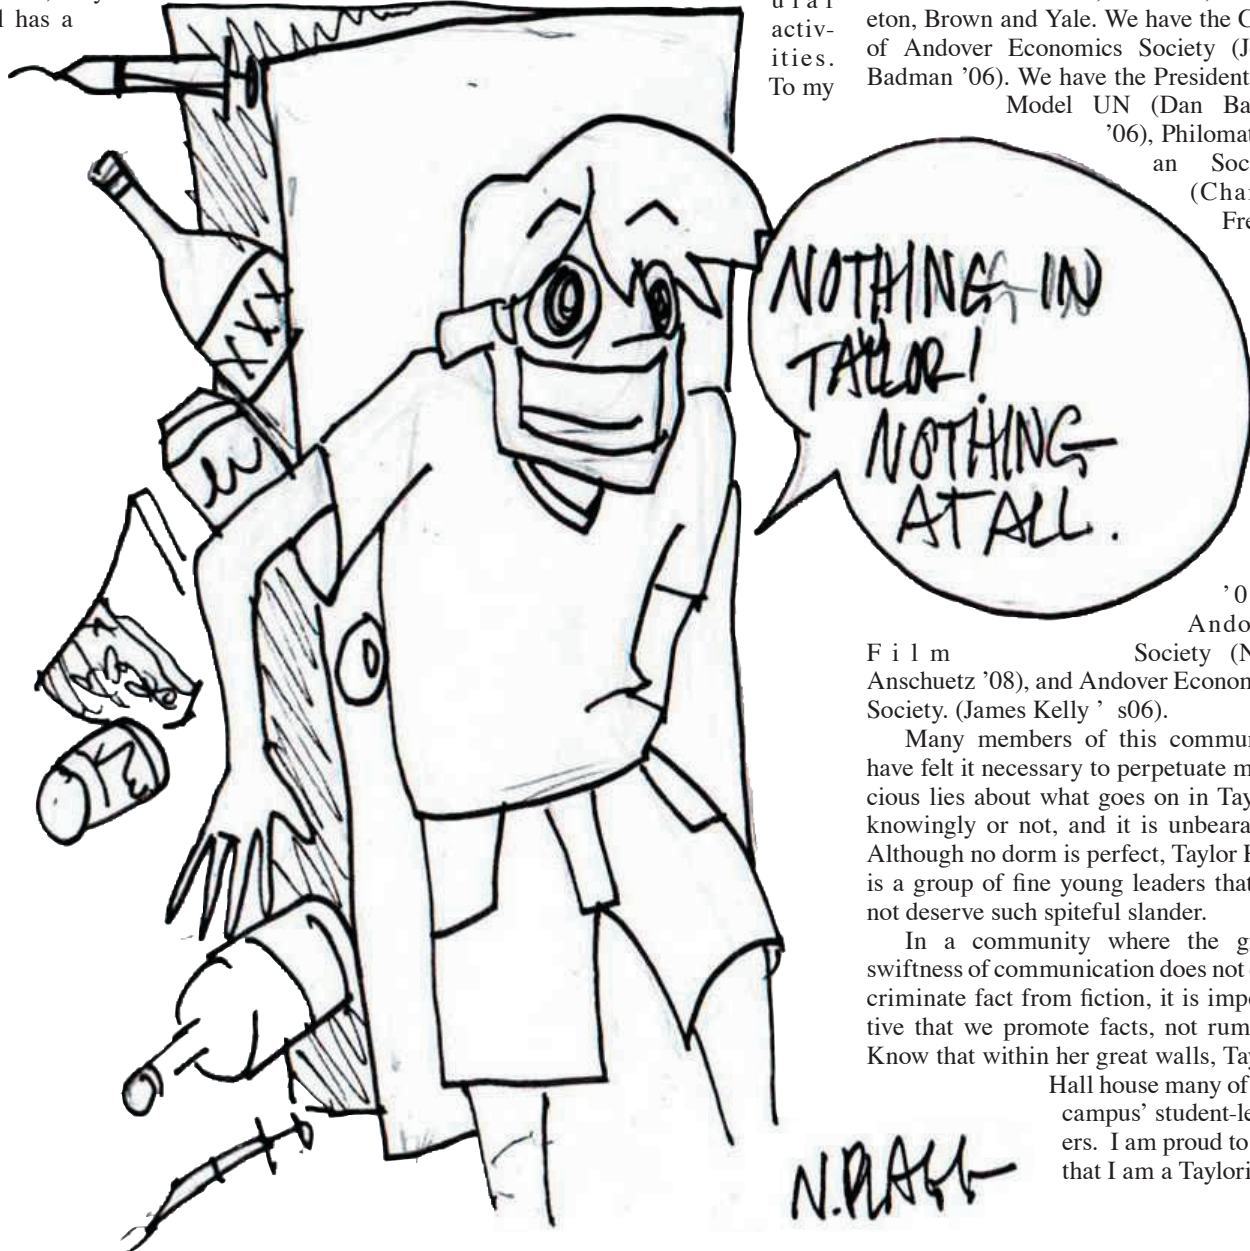 l has a
u l a l
activ-
ities.
To my
eton, Brown and Yale. We have the C
of Andover Economics Society (J
Badman '06). We have the President
Model UN (Dan Ba
'06), Philomat
an Soc
(Cha
Fre
NOTHING IN
TAYLOR!
NOTHING
AT ALL.
'0
Ando
Film Society (N
Anschuetz '08), and Andover Econom
Society. (James Kelly ' s06).
Many members of this commu
have felt it necessary to perpetuate m
cious lies about what goes on in Tay
knowingly or not, and it is unbeara
Although no dorm is perfect, Taylor H
is a group of fine young leaders that
not deserve such spiteful slander.
In a community where the g
swiftness of communication does not
criminate fact from fiction, it is impe
tive that we promote facts, not rum
Know that within her great walls, Tay
Hall house many of
campus' student-le
ers. I am proud to
that I am a Taylori
XXX
N.